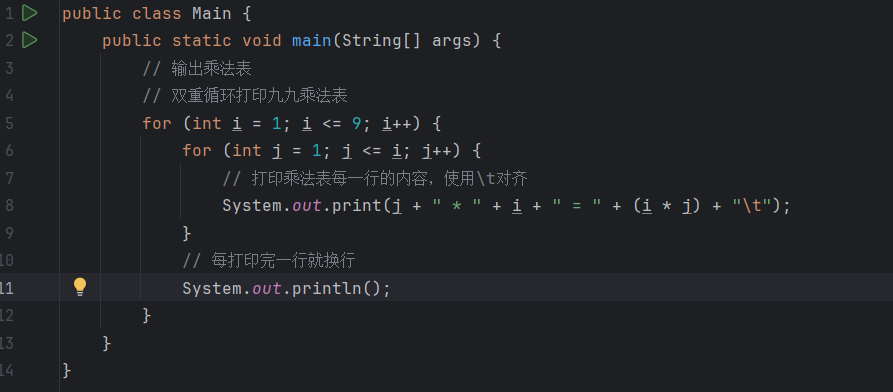 1 public class Main {
2 public static void main(String[] args) {
3 // 输出乘法表
4 // 双重循环打印九九乘法表
5 for (int i = 1; i <= 9; i++) {
6 for (int j = 1; j <= i; j++) {
7 // 打印乘法表每一行的内容，使用\t对齐
8 System.out.print(j + " * " + i + " = " + (i * j) + "\t");
9 }
10 // 每打印完一行就换行
11 System.out.println();
12 }
13 }
14 }